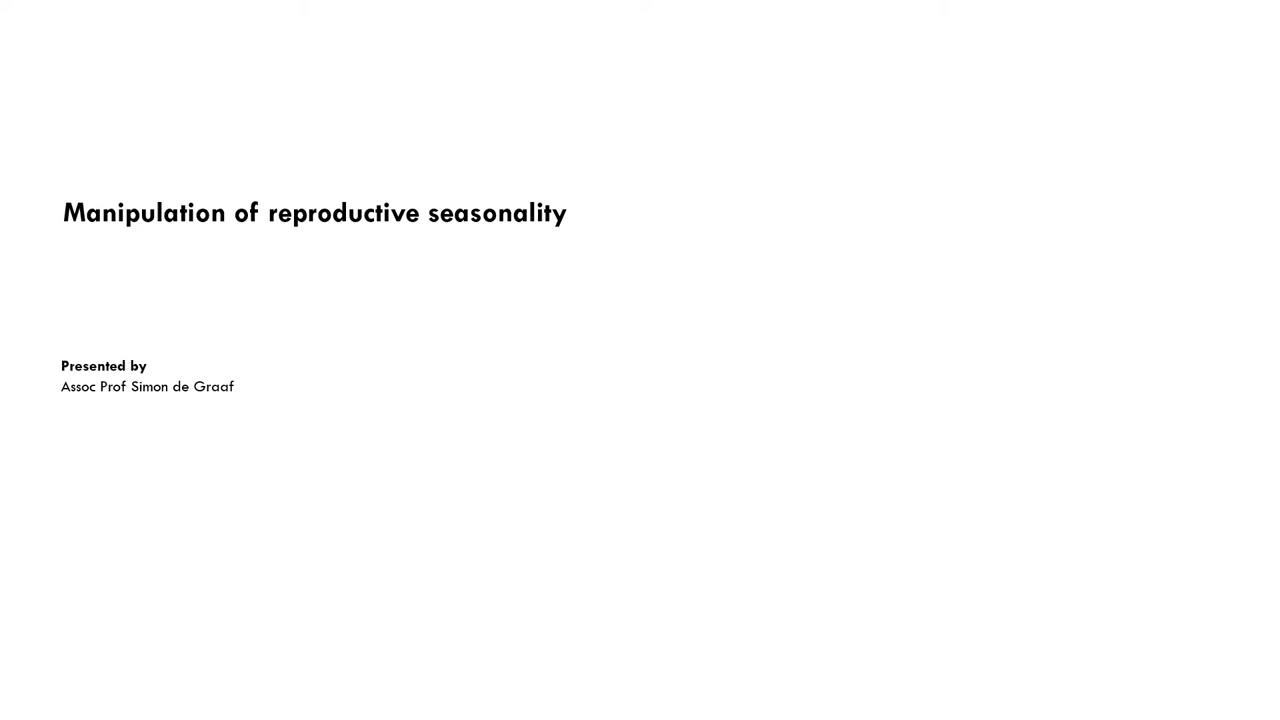 Manipulation of reproductive seasonality
Presented by
Assoc Prof Simon de Graaf